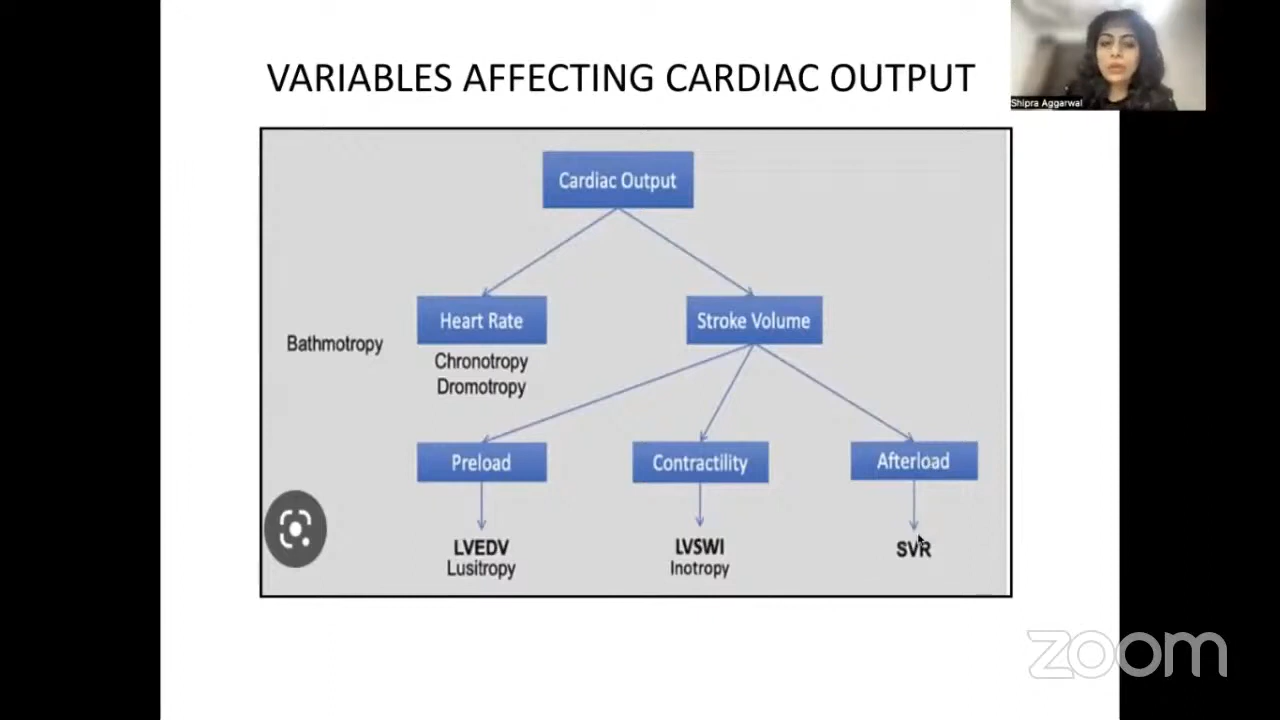 VARIABLES AFFECTING CARDIAC OUTPUT
Shipra Aggarwal
Cardiac Output
Heart Rate
Stroke Volume
Bathmotropy
Chronotropy
Dromotropy
Preload
Contractility
Afterload
LVEDV
Lusitropy
LVSWI
Inotropy
SVR
zoom